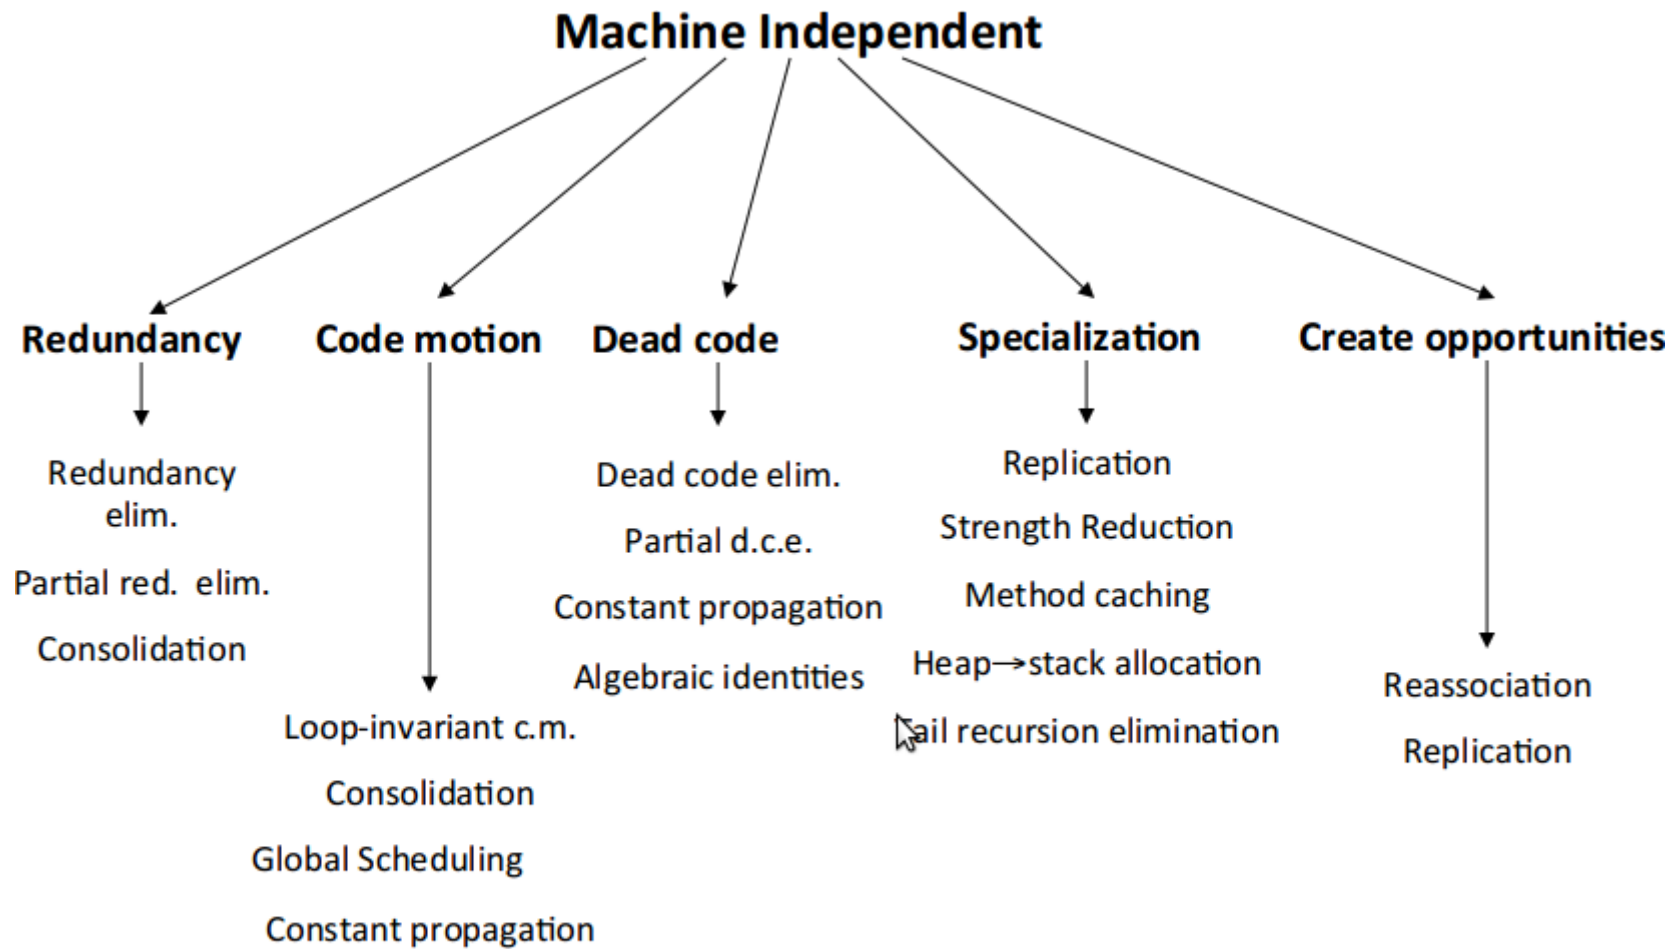 Machine Independent
Redundancy
Code motion
Dead code
Specialization
Create opportunities
Redundancy
elim.
Partial red. elim.
Consolidation
Loop-invariant c.m.
Consolidation
Global Scheduling
Constant propagation
Dead code elim.
Partial d.c.e.
Constant propagation
Algebraic identities
Replication
Strength Reduction
Method caching
Heap→stack allocation
Tail recursion elimination
Reassociation
Replication